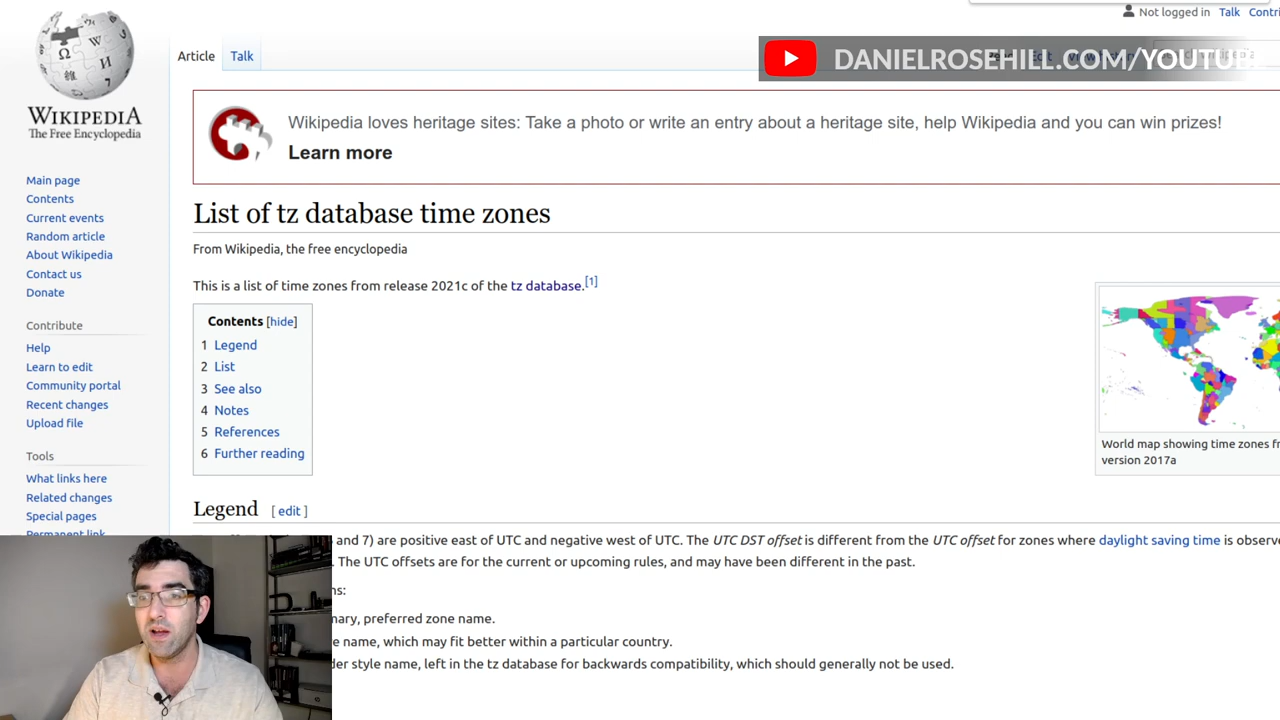 Not logged in Talk
Article Talk
DANIELROSEHILL.COM/YOUTUBE
WIKIPEDIA
The Free Encyclopedia
Wikipedia loves heritage sites: Take a photo or write an entry about a heritage site, help Wikipedia and you can win prizes!
Learn more
Main page
Contents
Current events
Random article
About Wikipedia
Contact us
Donate
Contribute
Help
Learn to edit
Community portal
Recent changes
Upload file
Tools
What links here
Related changes
Special pages
Permanent link
List of tz database time zones
From Wikipedia, the free encyclopedia
This is a list of time zones from release 2021c of the tz database.[1]
Contents [hide]
1 Legend
2 List
3 See also
4 Notes
5 References
6 Further reading
World map showing time zones
version 2017a
Legend [ edit ]
and 7) are positive east of UTC and negative west of UTC. The UTC DST offset is different from the UTC offset for zones where daylight saving time is
. The UTC offsets are for the current or upcoming rules, and may have been different in the past.
, preferred zone name.
name, which may fit better within a particular country.
style name, left in the tz database for backwards compatibility, which should generally not be used.